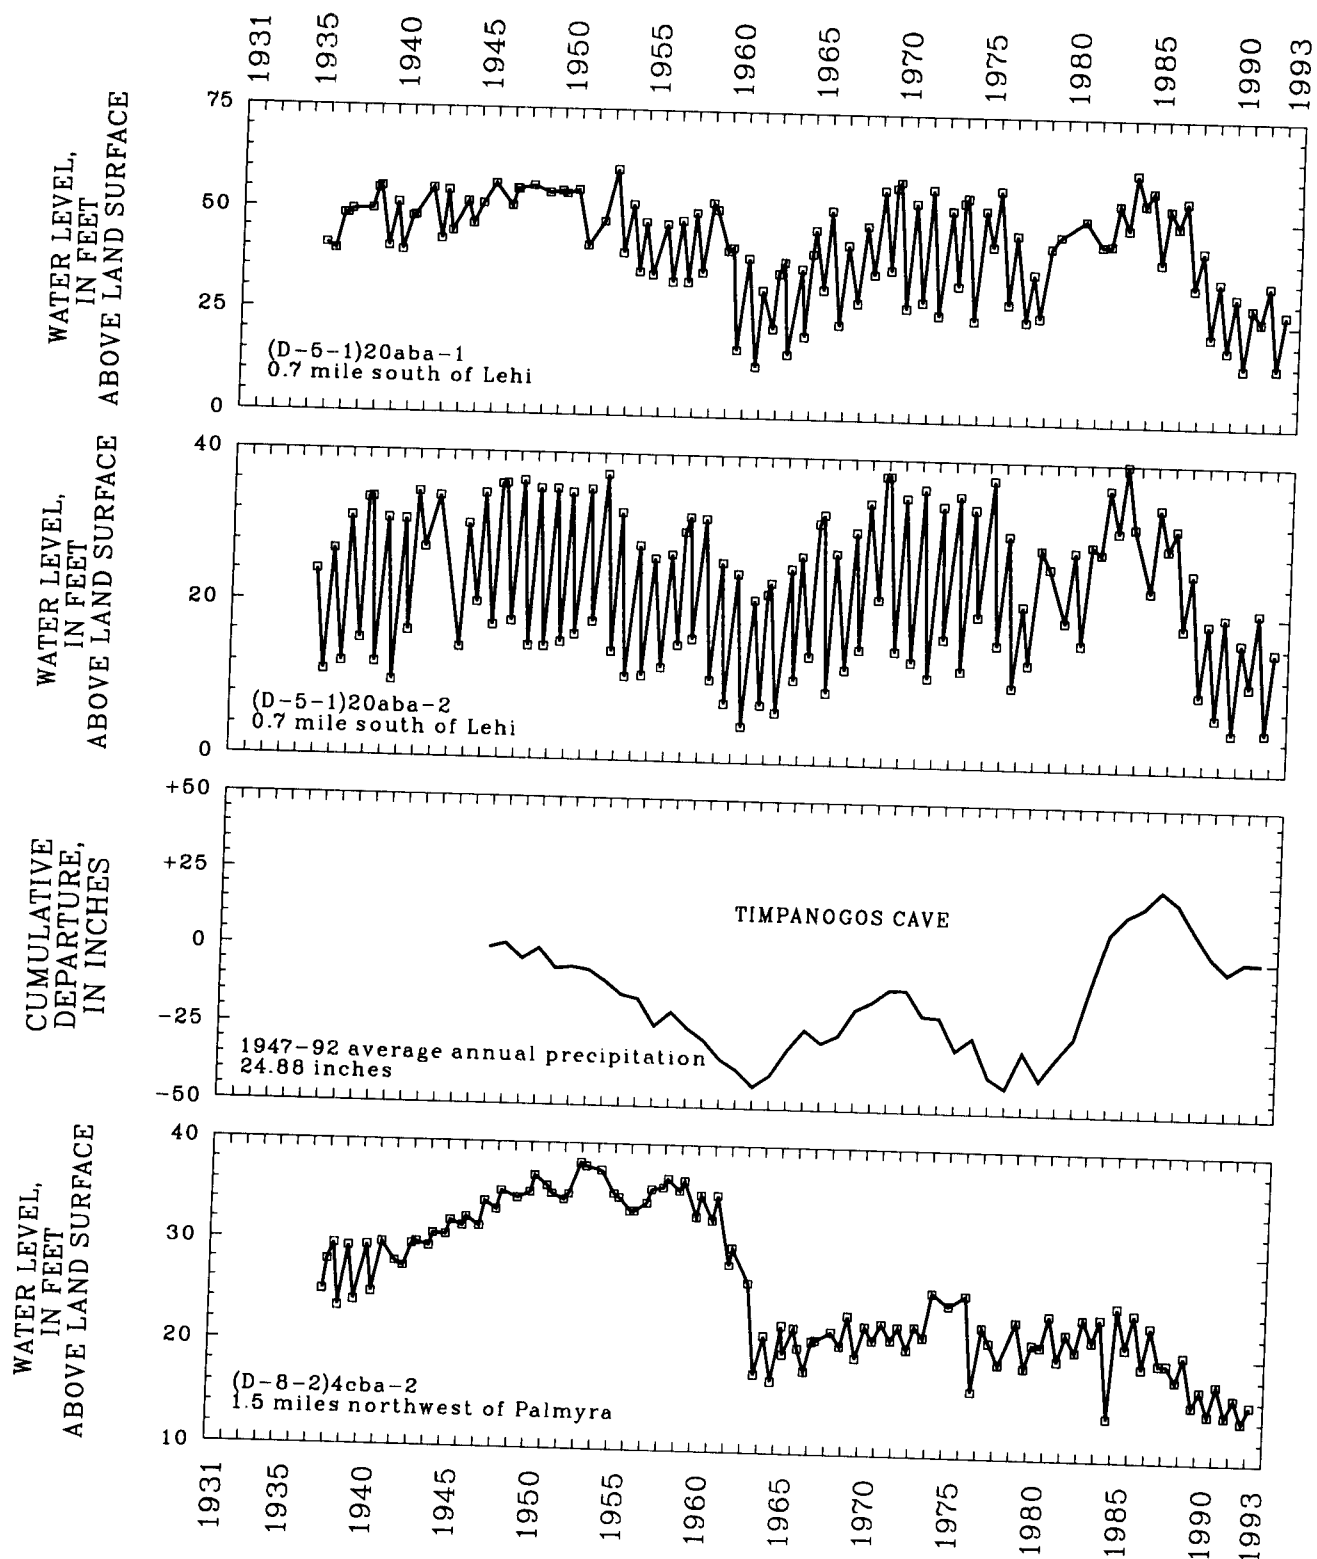 1931 1935 1940 1945 1950 1955 1960 1965 1970 1975 1980 1985 1990 1993
WATER LEVEL,
IN FEET
ABOVE LAND SURFACE
75
50
25
0
(D-5-1)20aba-1
0.7 mile south of Lehi
WATER LEVEL,
IN FEET
ABOVE LAND SURFACE
40
20
0
(D-5-1)20aba-2
0.7 mile south of Lehi
CUMULATIVE
DEPARTURE,
IN INCHES
+50
+25
0
-25
-50
TIMPANOGOS CAVE
1947-92 average annual precipitation
24.88 inches
WATER LEVEL,
IN FEET
ABOVE LAND SURFACE
40
30
20
10
(D-8-2)4cba-2
1.5 miles northwest of Palmyra
1931 1935 1940 1945 1950 1955 1960 1965 1970 1975 1980 1985 1990 1993